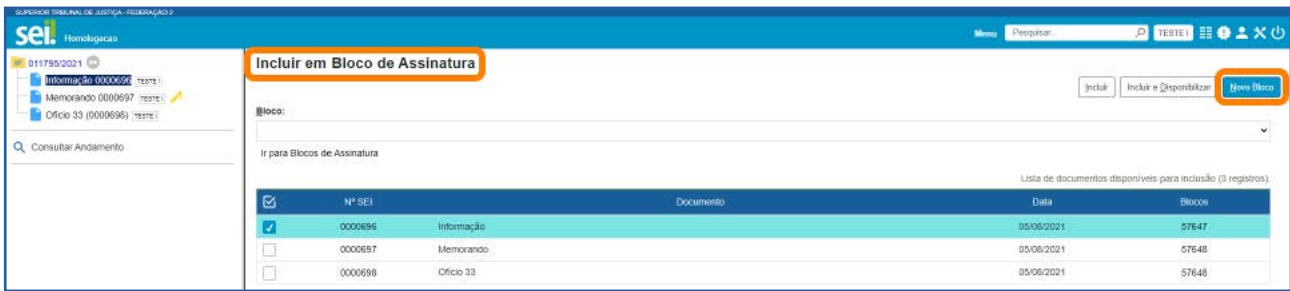 SUPERIOR TRIBUNAL DE JUSTIÇA - FEDERAÇÃO 2
sei! Homologacao
Menu Pesquisar... TESTE I
011795/2021
Informação 0000696 TESTE I
Memorando 0000697 TESTE I
Ofício 33 (0000698) TESTE I
Consultar Andamento
Incluir em Bloco de Assinatura
Incluir Incluir e Disponibilizar Novo Bloco
Bloco:
Ir para Blocos de Assinatura
Lista de documentos disponíveis para inclusão (3 registros):
Nº SEI Documento Data Blocos
0000696 Informação 05/08/2021 57647
0000697 Memorando 05/08/2021 57648
0000698 Ofício 33 05/08/2021 57648